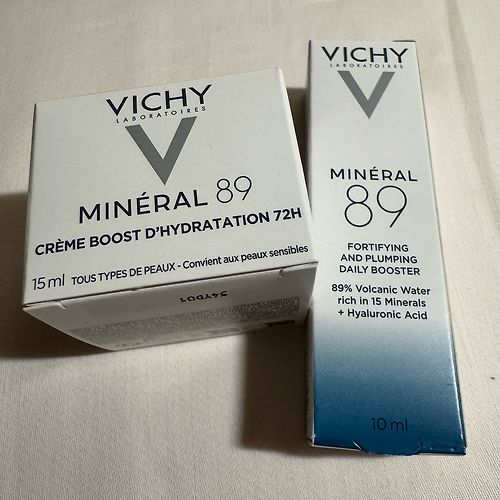 VICHY
LABORATOIRES
MINÉRAL 89
CRÈME BOOST D'HYDRATATION 72H
15 ml TOUS TYPES DE PEAUX - Convient aux peaux sensibles
34YD01
VICHY
LABORATOIRES
MINÉRAL
89
FORTIFYING
AND PLUMPING
DAILY BOOSTER
89% Volcanic Water
rich in 15 Minerals
+ Hyaluronic Acid
10 ml